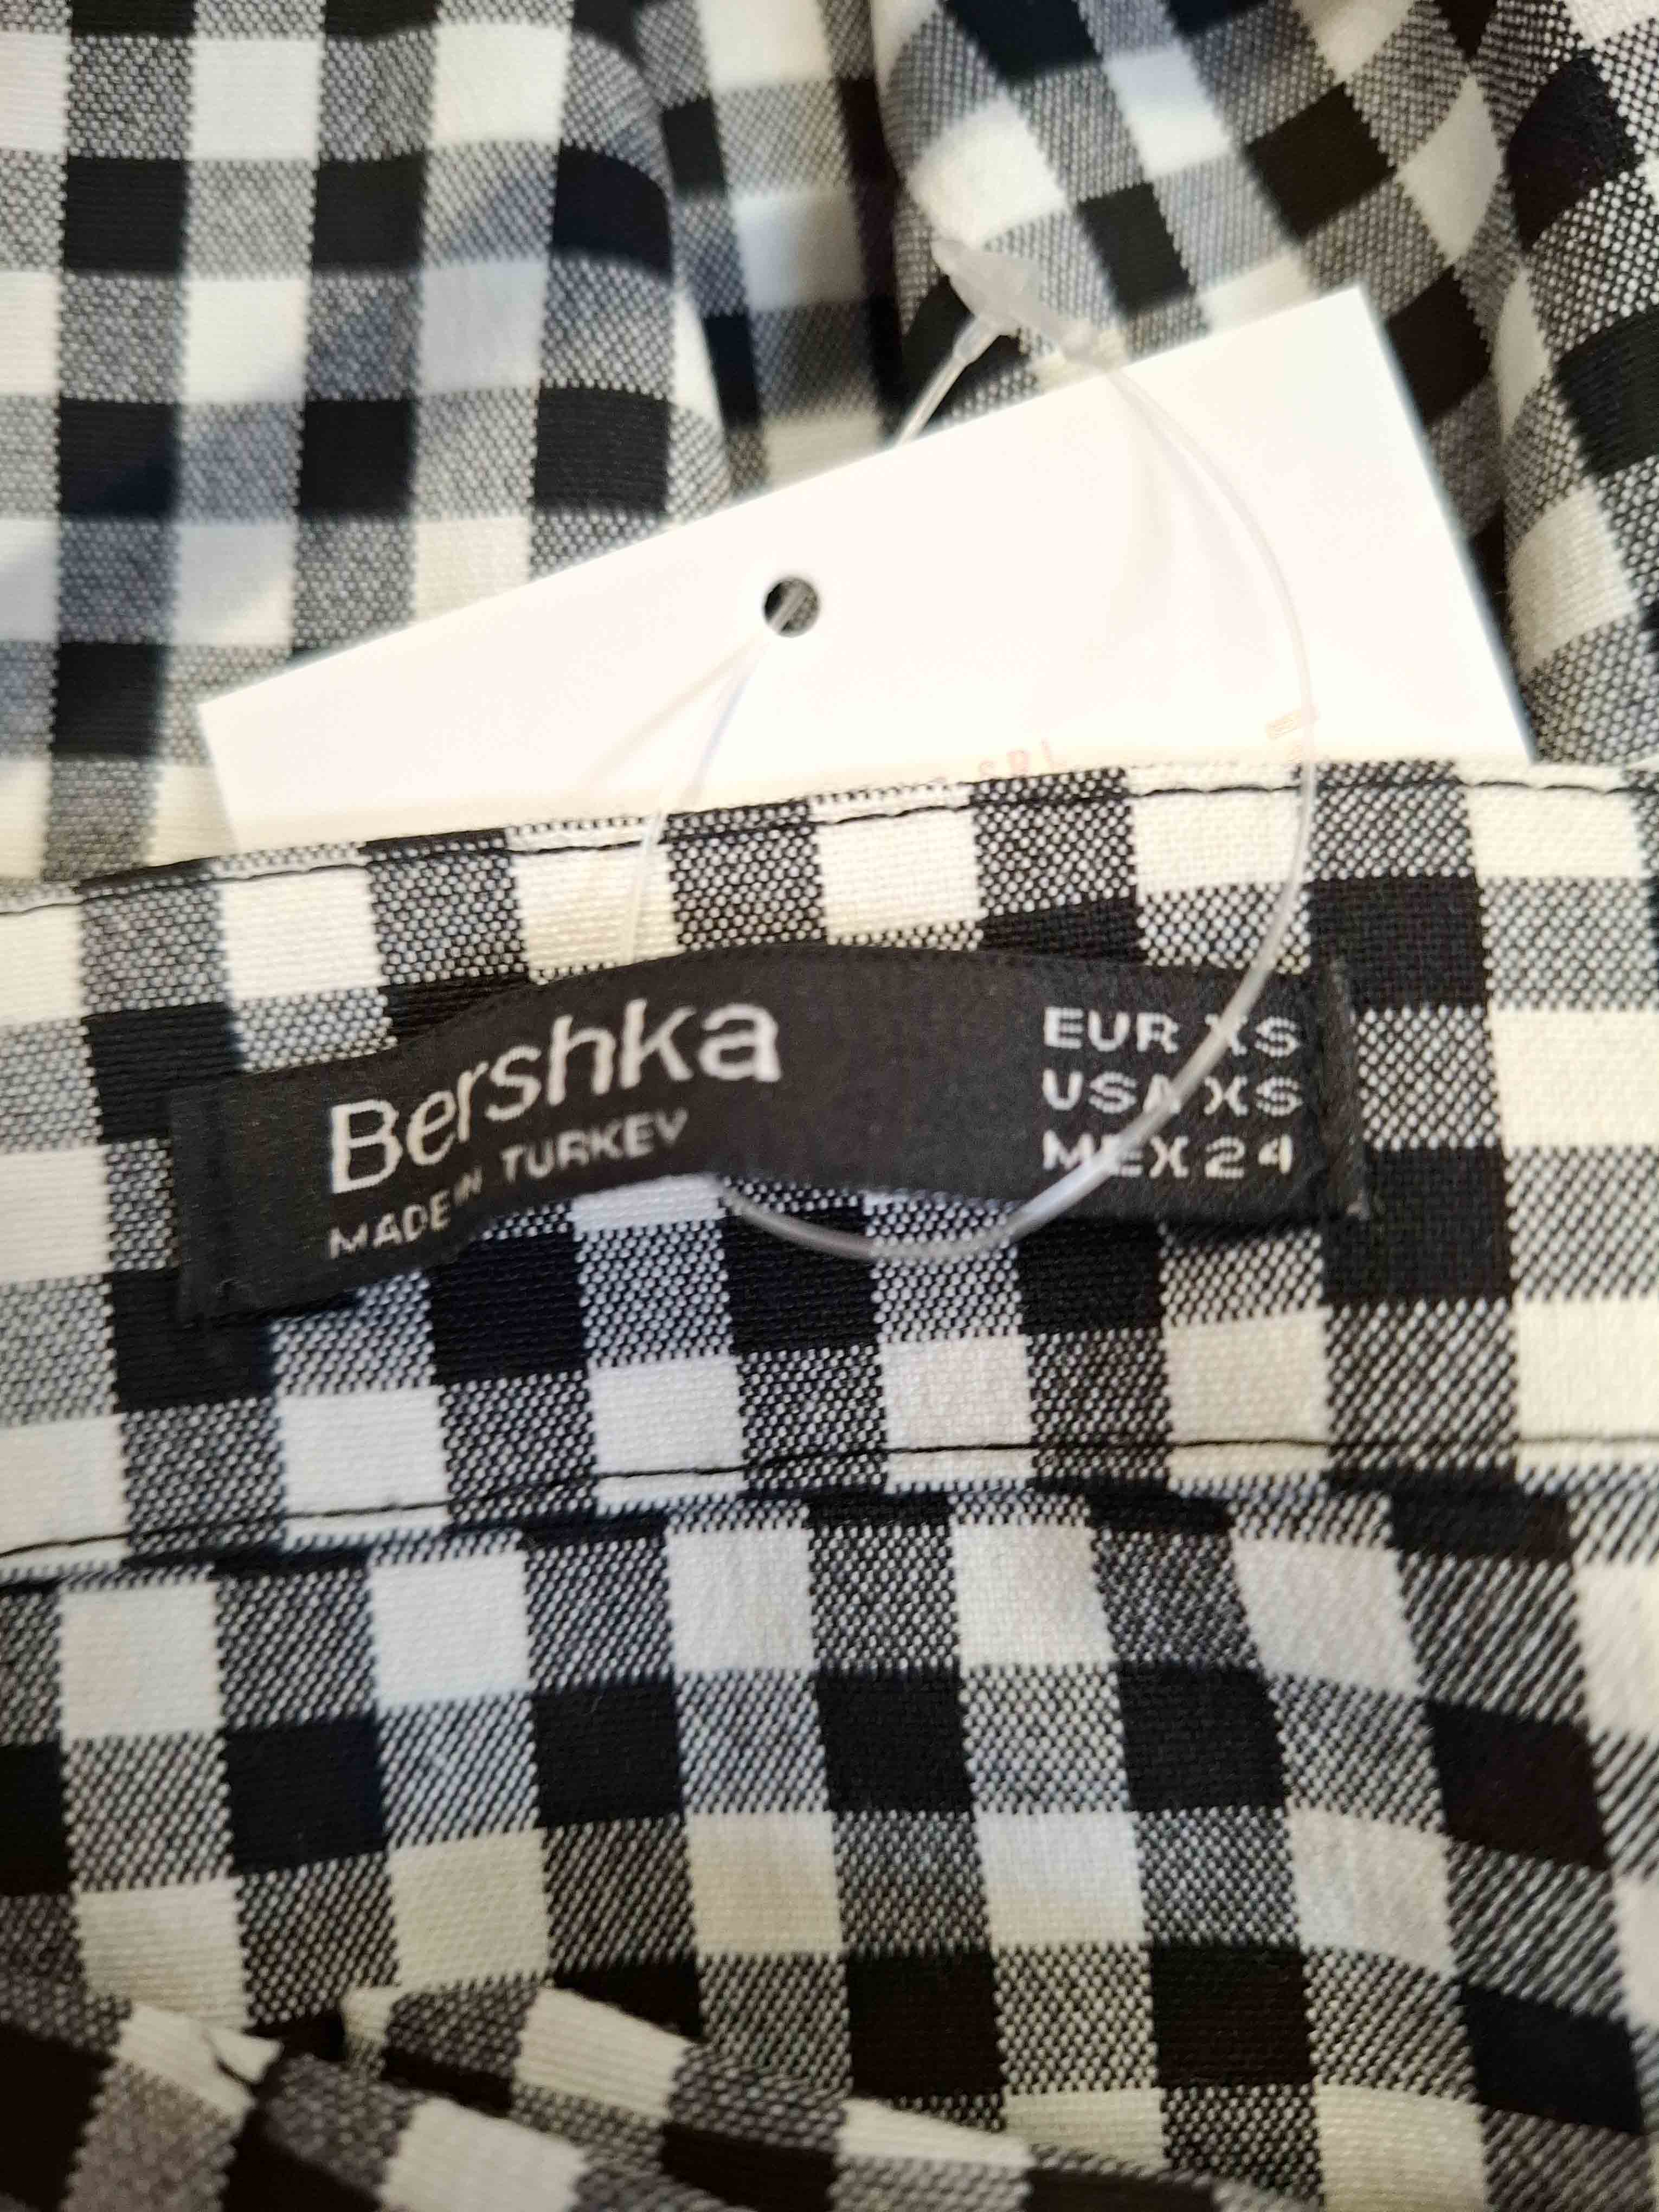 Bershka
MADE IN TURKEY
EUR XS
USA XS
MEX 24